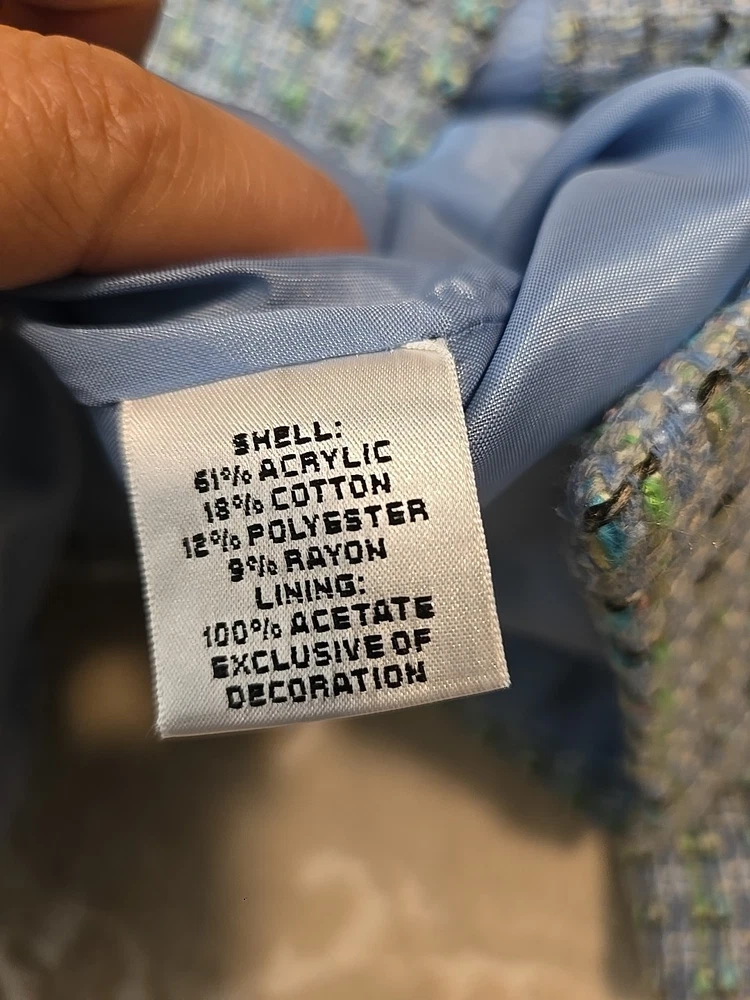 SHELL:
61% ACRYLIC
18% COTTON
12% POLYESTER
9% RAYON
LINING:
100% ACETATE
EXCLUSIVE OF
DECORATION